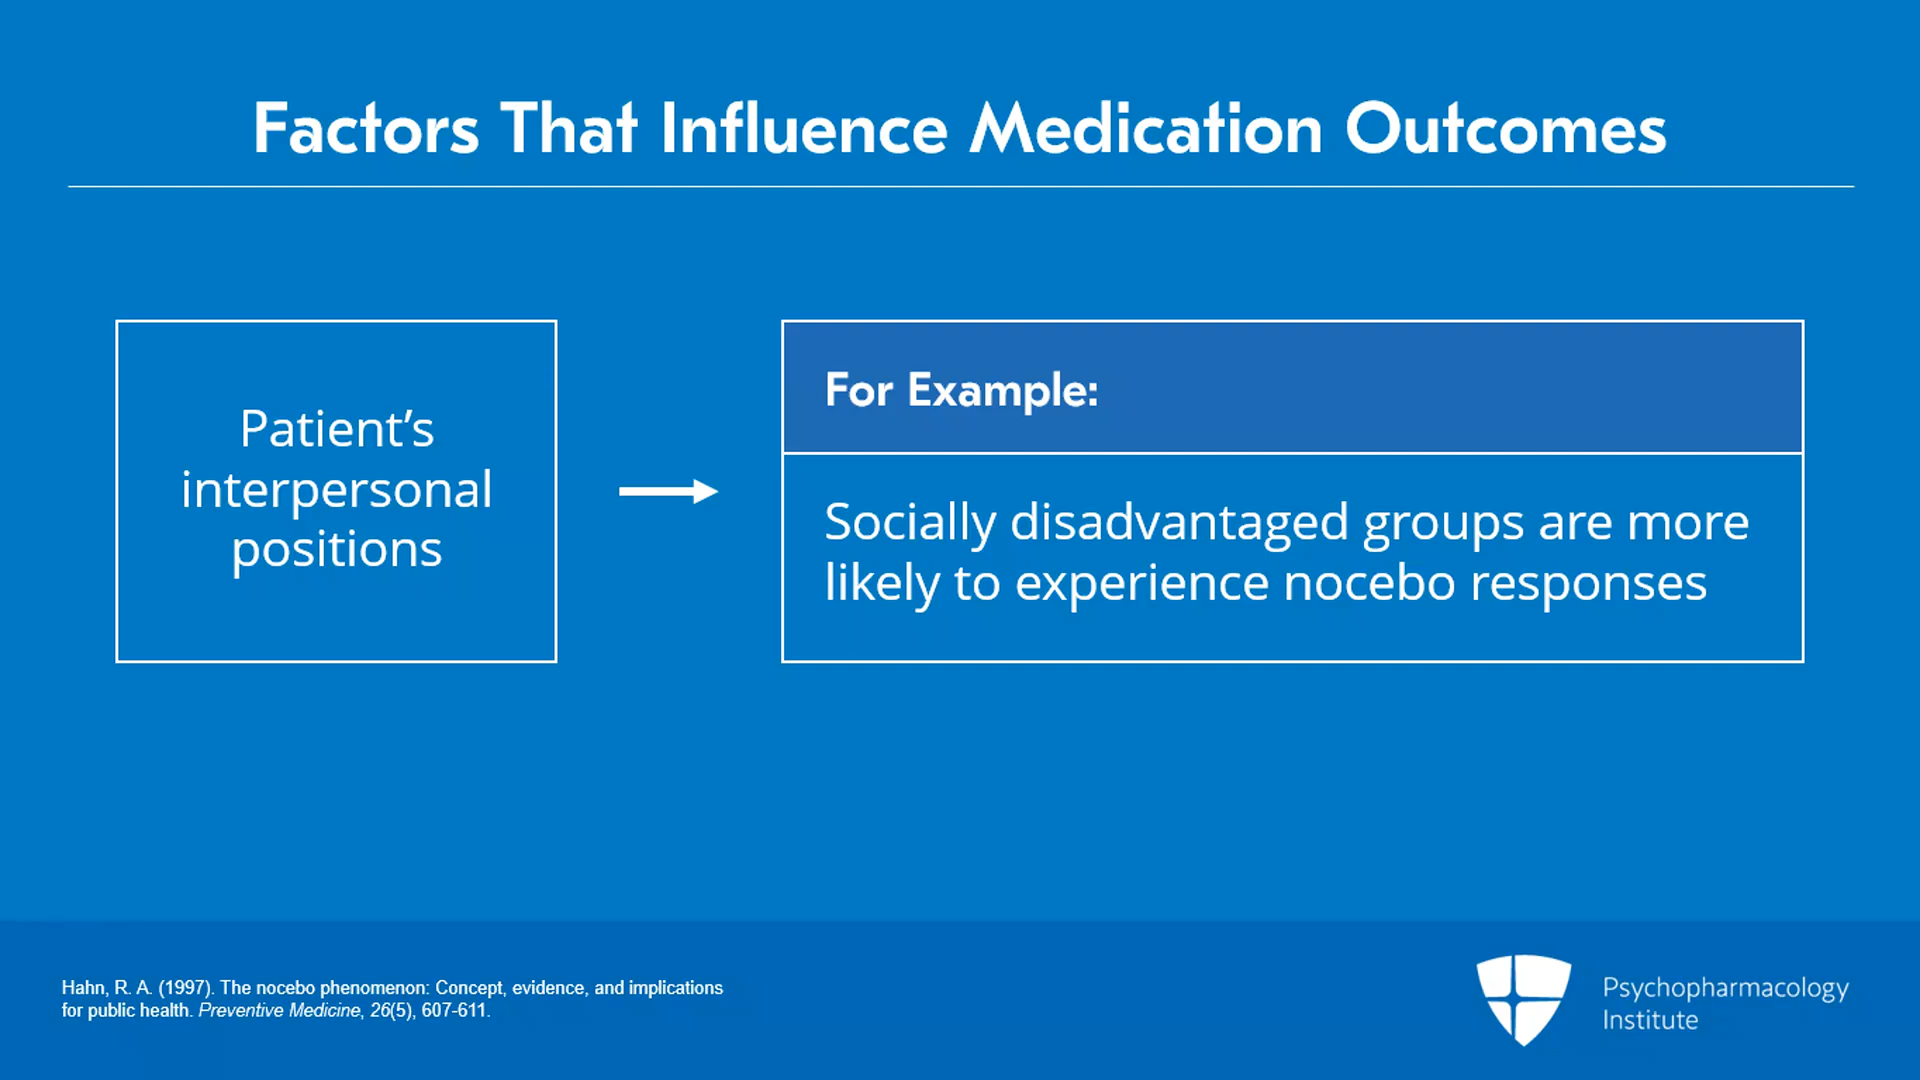 Factors That Influence Medication Outcomes
Patient’s
interpersonal
positions
For Example:
Socially disadvantaged groups are more
likely to experience nocebo responses
Hahn, R. A. (1997). The nocebo phenomenon: Concept, evidence, and implications
for public health. Preventive Medicine, 26(5), 607-611.
Psychopharmacology
Institute